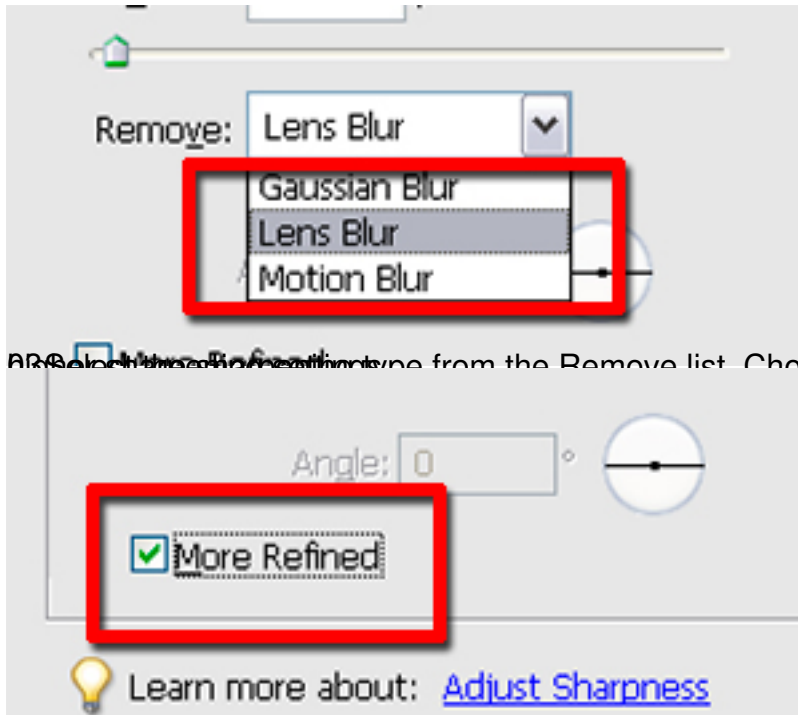 Remove: Lens Blur
Gaussian Blur
Lens Blur
Motion Blur
type from the Remove list. Cho
Angle: 0 °
More Refined
Learn more about: Adjust Sharpness